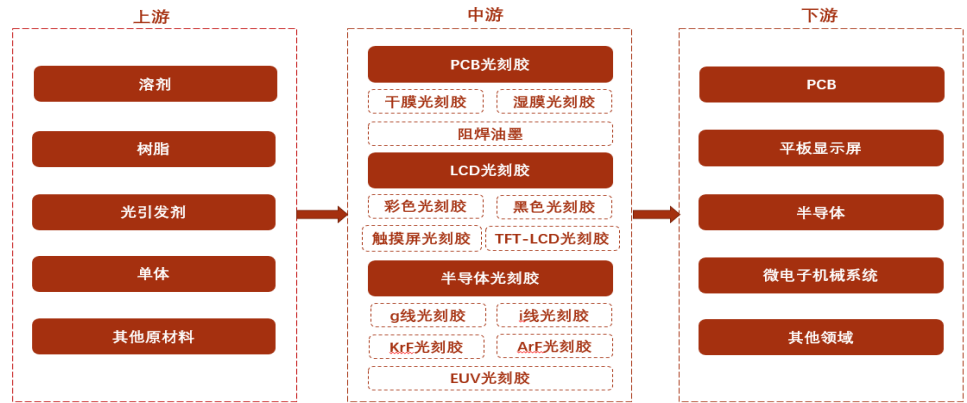 上游
溶剂
树脂
光引发剂
单体
其他原材料
中游
PCB光刻胶
干膜光刻胶 湿膜光刻胶
阻焊油墨
LCD光刻胶
彩色光刻胶 黑色光刻胶
触摸屏光刻胶 TFT-LCD光刻胶
半导体光刻胶
g线光刻胶 i线光刻胶
KrF光刻胶 ArF光刻胶
EUV光刻胶
下游
PCB
平板显示屏
半导体
微电子机械系统
其他领域